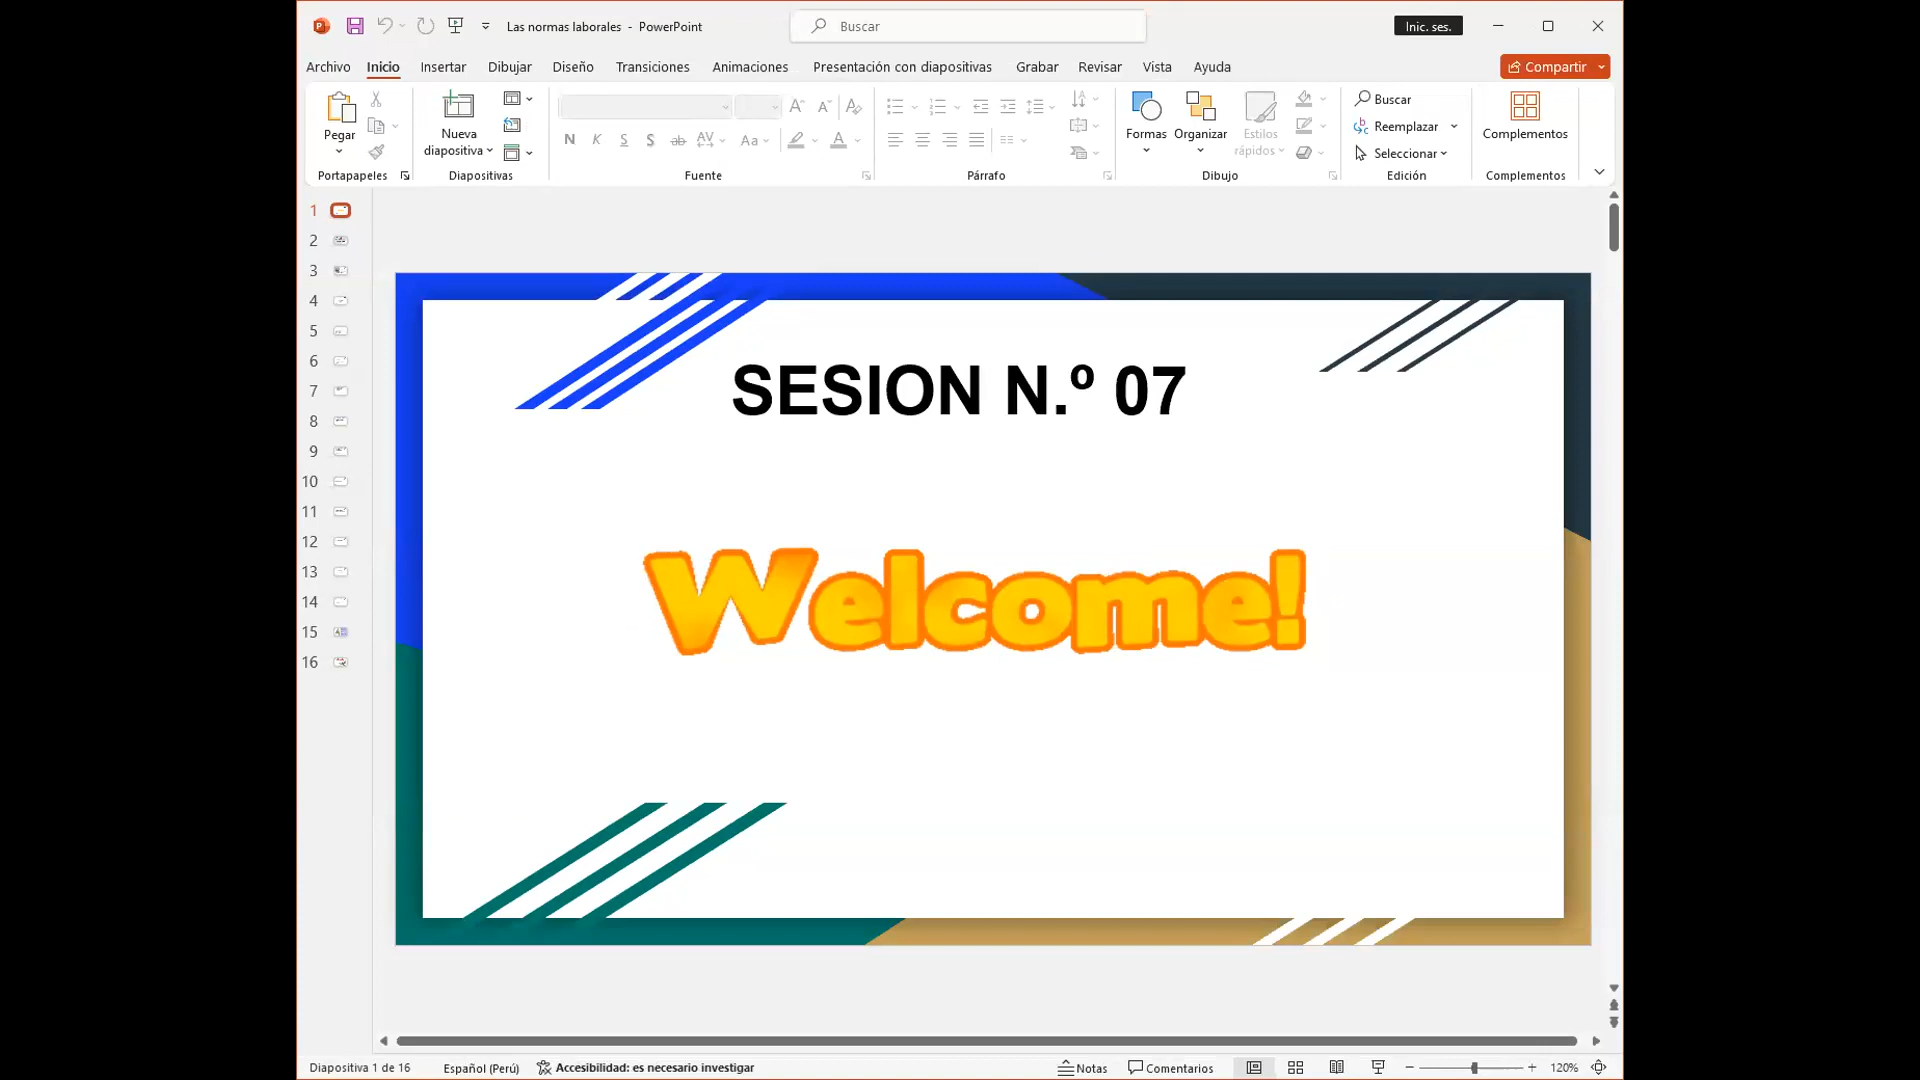 Las normas laborales - PowerPoint
Buscar
Inic. ses.
Archivo Inicio Insertar Dibujar Diseño Transiciones Animaciones Presentación con diapositivas Grabar Revisar Vista Ayuda
Compartir
Pegar
Portapapeles
Nueva
diapositiva
Diapositivas
N K S S ab AV Aa A
Fuente
Párrafo
Formas
Organizar
Estilos
rápidos
Dibujo
Buscar
Reemplazar
Seleccionar
Edición
Complementos
Complementos
1
2
3
4
5
6
7
8
9
10
11
12
13
14
15
16
SESION N.º 07
Welcome!
Diapositiva 1 de 16
Español (Perú)
Accesibilidad: es necesario investigar
Notas
Comentarios
120%